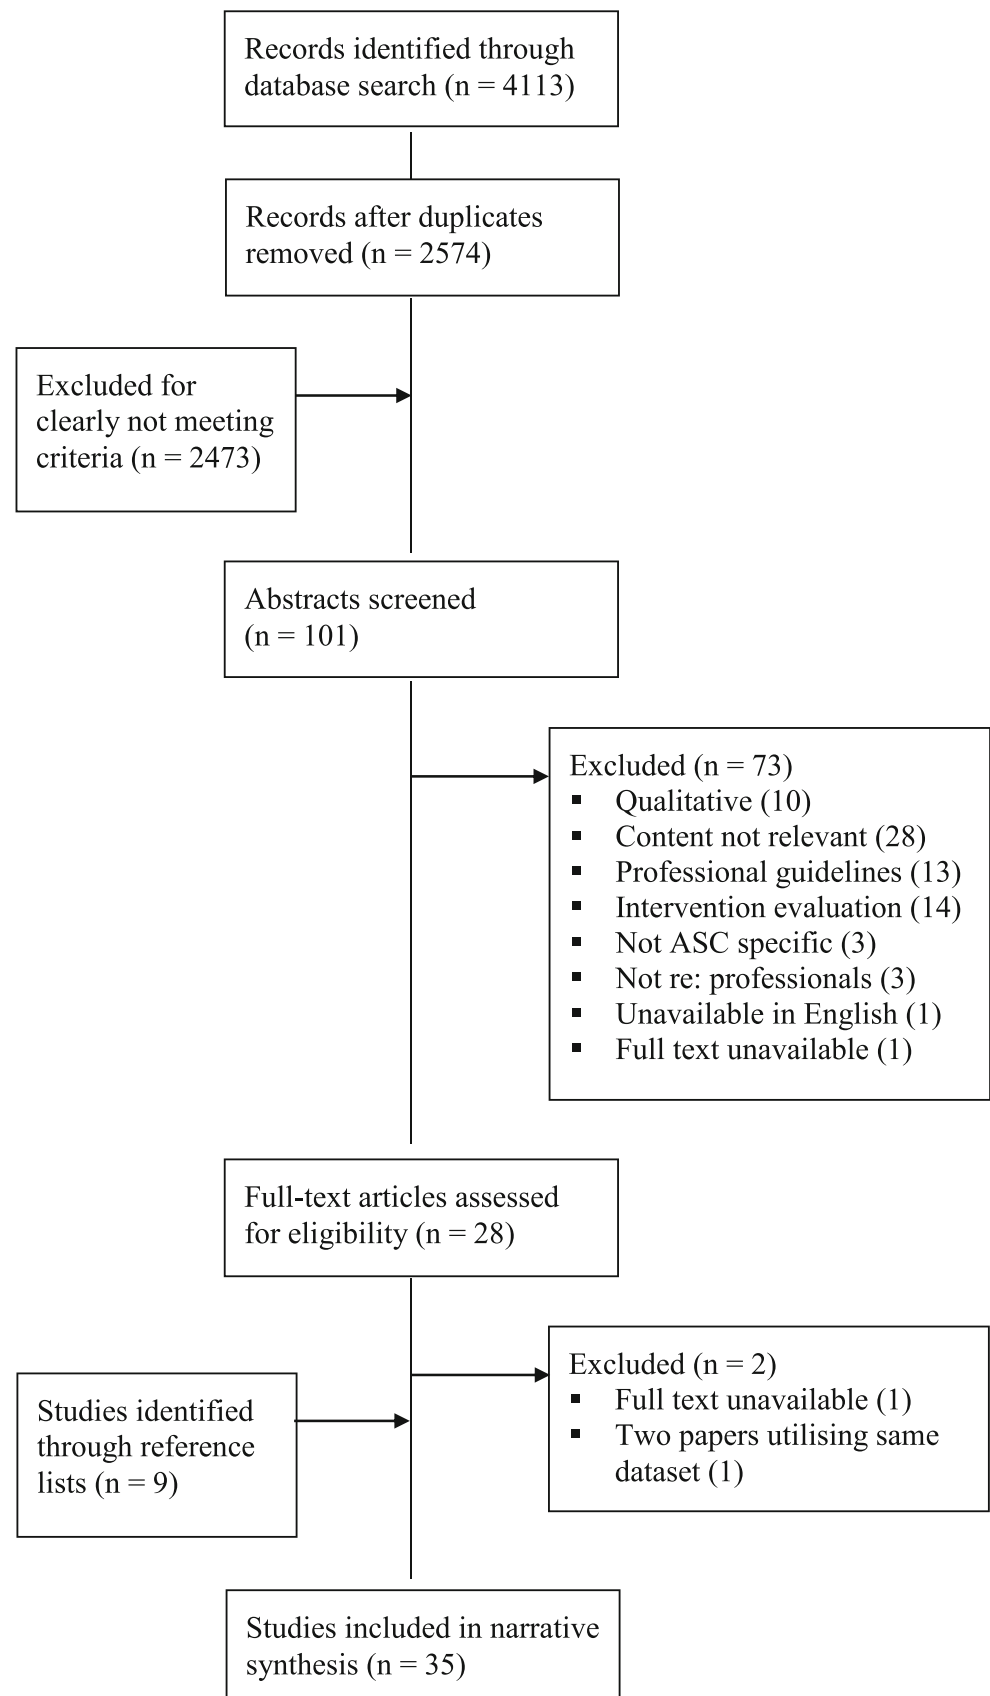 Records identified through
database search (n = 4113)
Records after duplicates
removed (n = 2574)
Excluded for
clearly not meeting
criteria (n = 2473)
Abstracts screened
(n = 101)
Excluded (n = 73)
▪ Qualitative (10)
▪ Content not relevant (28)
▪ Professional guidelines (13)
▪ Intervention evaluation (14)
▪ Not ASC specific (3)
▪ Not re: professionals (3)
▪ Unavailable in English (1)
▪ Full text unavailable (1)
Full-text articles assessed
for eligibility (n = 28)
Excluded (n = 2)
▪ Full text unavailable (1)
▪ Two papers utilising same
dataset (1)
Studies identified
through reference
lists (n = 9)
Studies included in narrative
synthesis (n = 35)